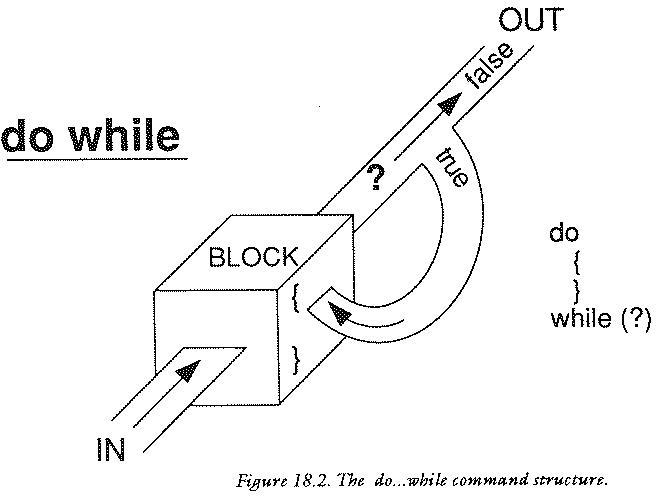 OUT
false
do while
?
true
BLOCK
{
}
do
{
}
while (?)
IN
Figure 18.2. The do...while command structure.